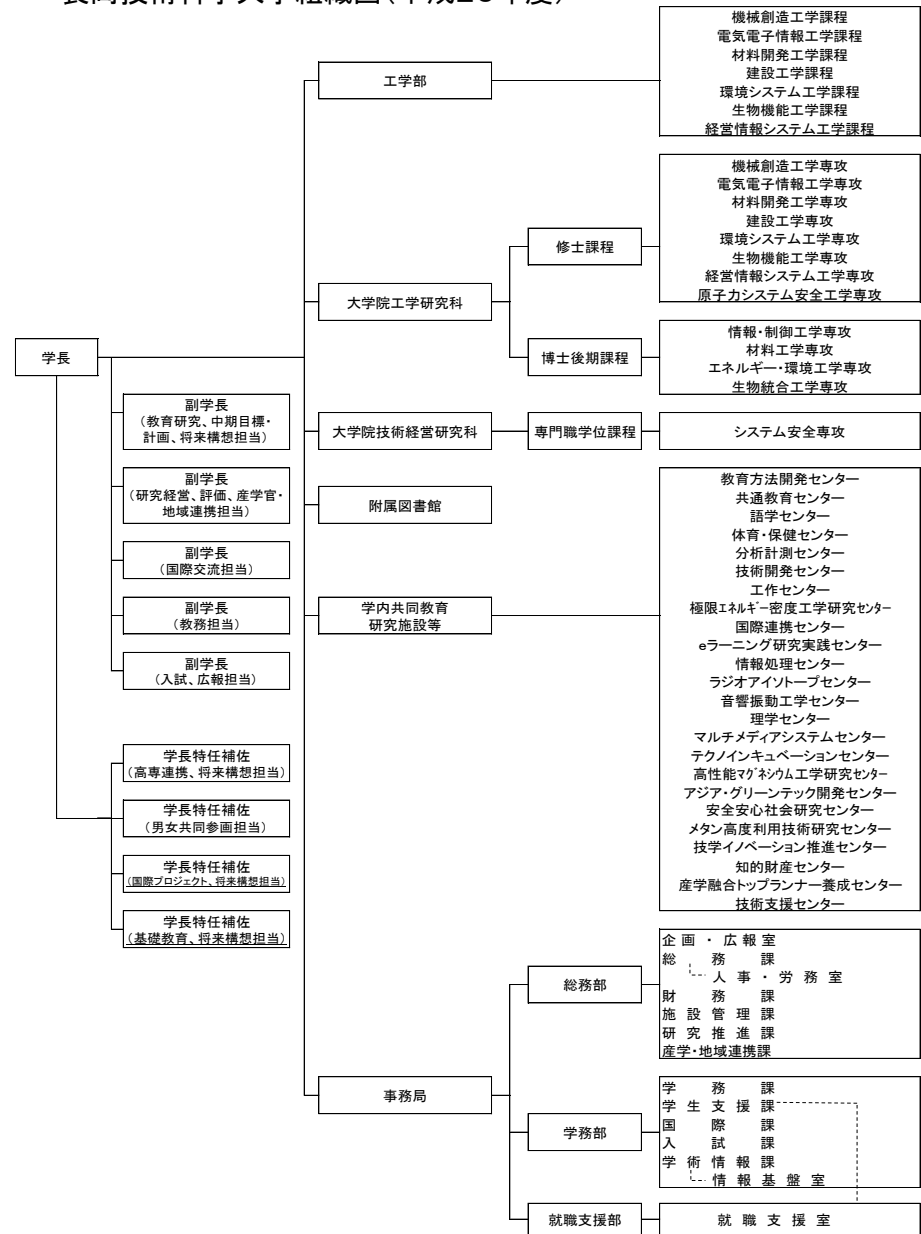 長岡技術科学大学組織図（平成25年度）
機械創造工学課程
電気電子情報工学課程
材料開発工学課程
建設工学課程
環境システム工学課程
生物機能工学課程
経営情報システム工学課程
工学部
機械創造工学専攻
電気電子情報工学専攻
材料開発工学専攻
建設工学専攻
環境システム工学専攻
生物機能工学専攻
経営情報システム工学専攻
原子力システム安全工学専攻
修士課程
大学院工学研究科
情報・制御工学専攻
材料工学専攻
エネルギー・環境工学専攻
生物統合工学専攻
博士後期課程
学長
副学長
（教育研究、中期目標・
計画、将来構想担当）
大学院技術経営研究科
専門職学位課程
システム安全専攻
副学長
（研究経営、評価、産学官・
地域連携担当）
附属図書館
副学長
（国際交流担当）
副学長
（教務担当）
副学長
（入試、広報担当）
学内共同教育
研究施設等
教育方法開発センター
共通教育センター
語学センター
体育・保健センター
分析計測センター
技術開発センター
工作センター
極限ｴﾈﾙｷﾞｰ密度工学研究ｾﾝﾀｰ
国際連携センター
eラーニング研究実践センター
情報処理センター
ラジオアイソトープセンター
音響振動工学センター
理学センター
マルチメディアシステムセンター
テクノインキュベーションセンター
高性能ﾏｸﾞﾈｼｳﾑ工学研究ｾﾝﾀｰ
アジア・グリーンテック開発センター
安全安心社会研究センター
メタン高度利用技術研究センター
技学イノベーション推進センター
知的財産センター
産学融合トップランナー養成センター
技術支援センター
学長特任補佐
（高専連携、将来構想担当）
学長特任補佐
（男女共同参画担当）
学長特任補佐
（国際プロジェクト、将来構想担当）
学長特任補佐
（基礎教育、将来構想担当）
事務局
総務部
企画・広報室
総務課
人事・労務室
財務課
施設管理課
研究推進課
産学・地域連携課
学務部
学務課
学生支援課
国際課
入試課
学術情報課
情報基盤室
就職支援部
就職支援室